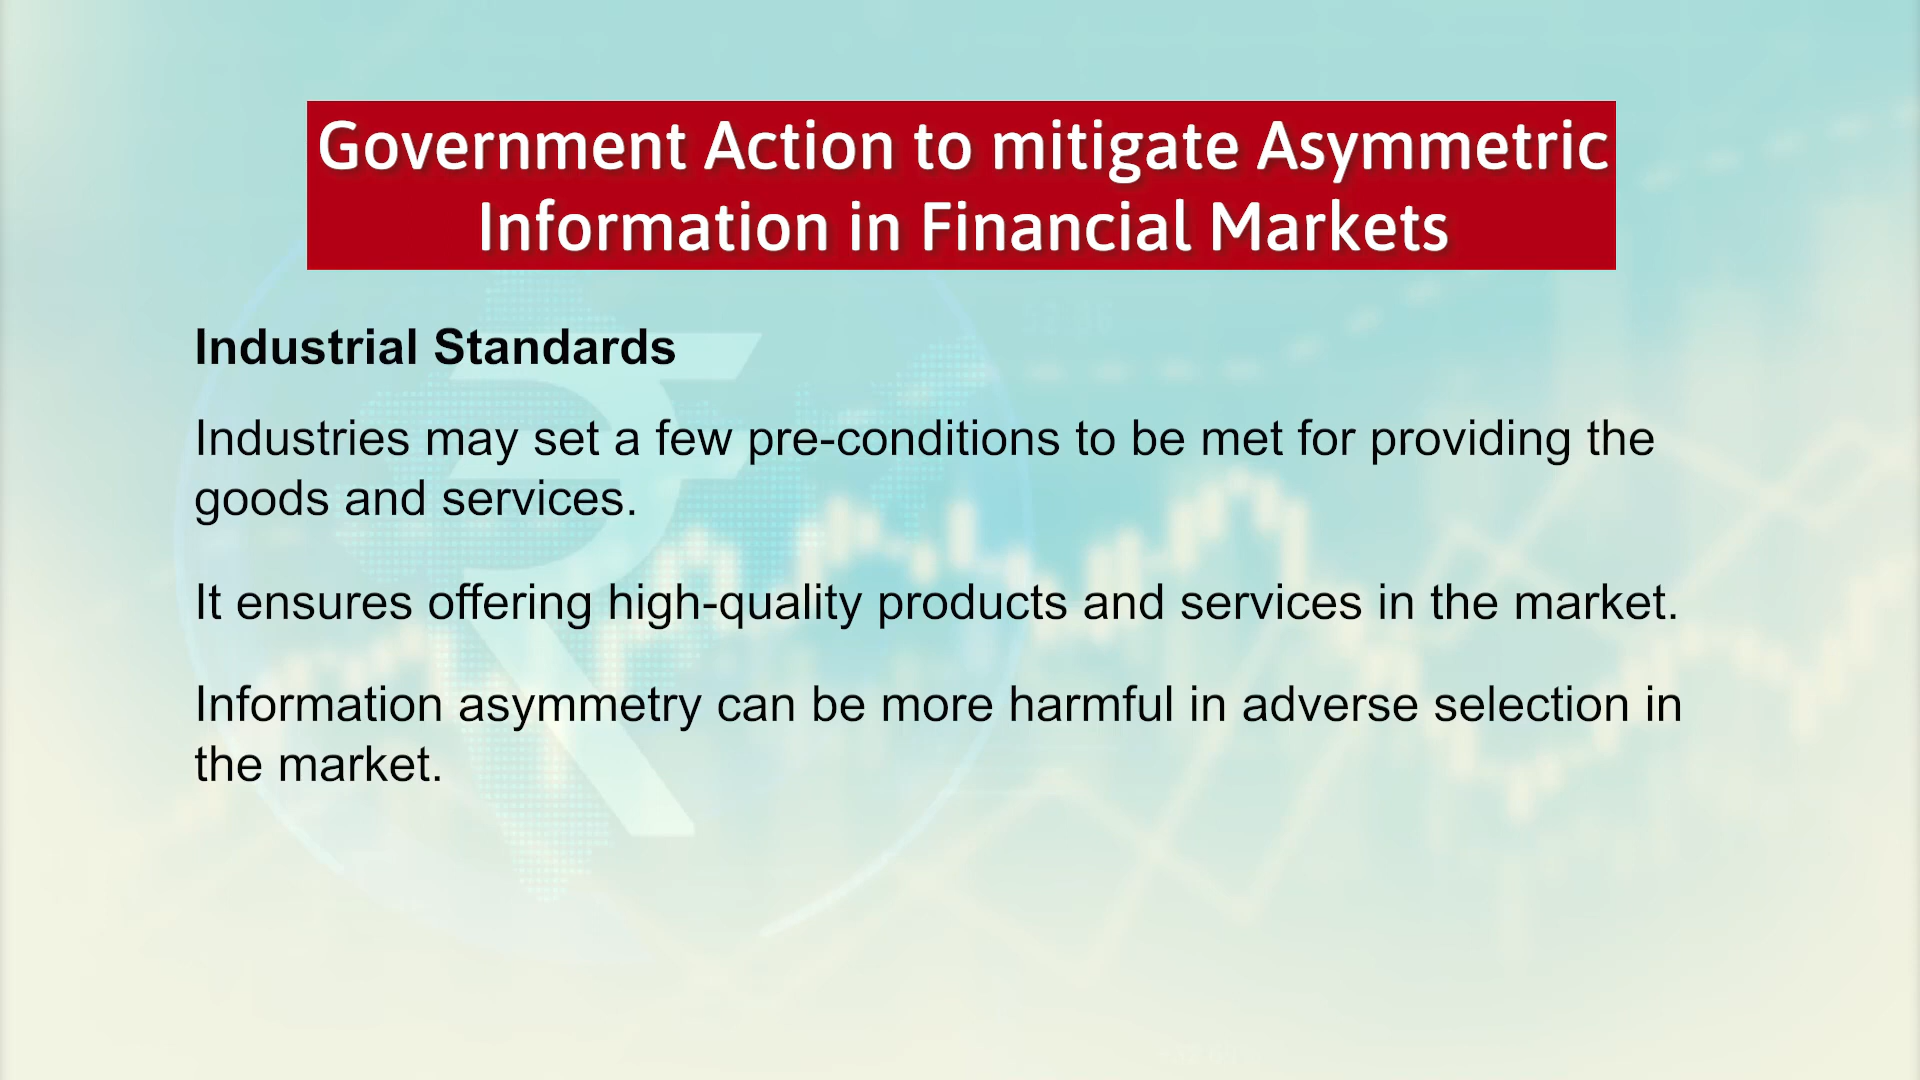 Government Action to mitigate Asymmetric
Information in Financial Markets
Industrial Standards
Industries may set a few pre-conditions to be met for providing the
goods and services.
It ensures offering high-quality products and services in the market.
Information asymmetry can be more harmful in adverse selection in
the market.